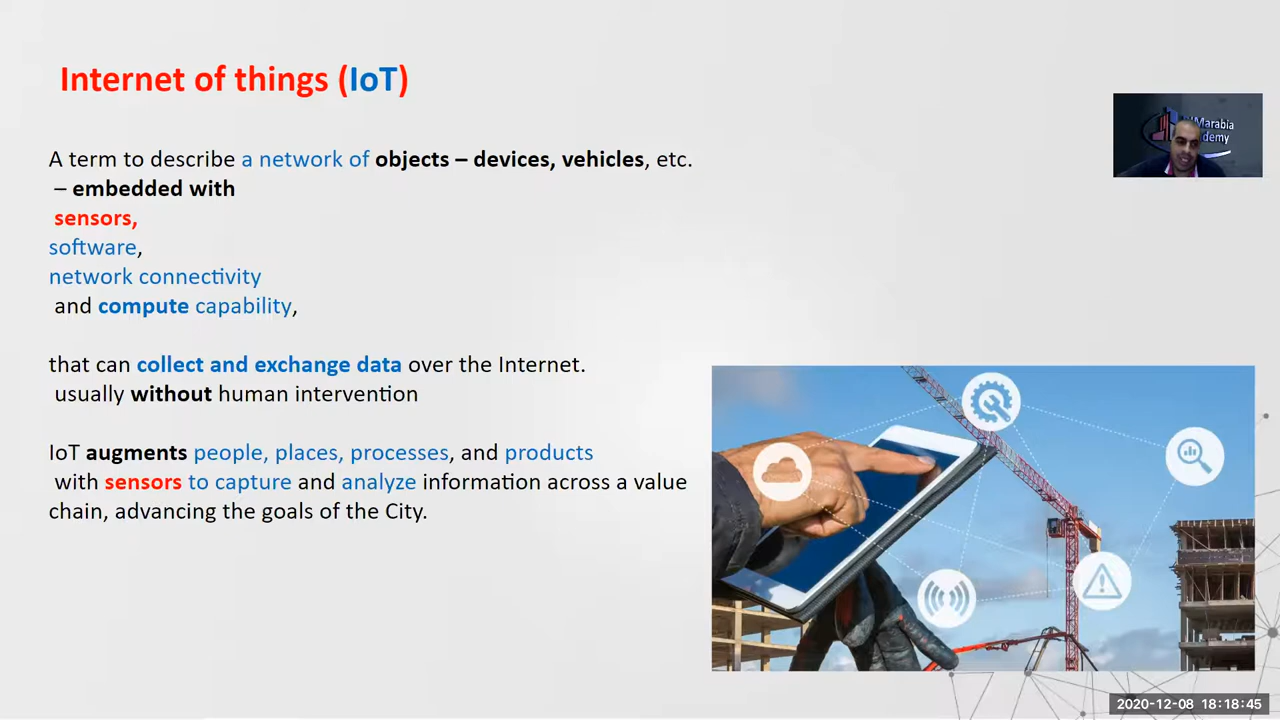 Internet of things (IoT)
A term to describe a network of objects – devices, vehicles, etc.
– embedded with
sensors,
software,
network connectivity
and compute capability,
that can collect and exchange data over the Internet.
usually without human intervention
IoT augments people, places, processes, and products
with sensors to capture and analyze information across a value
chain, advancing the goals of the City.
2020-12-08 18:18:45